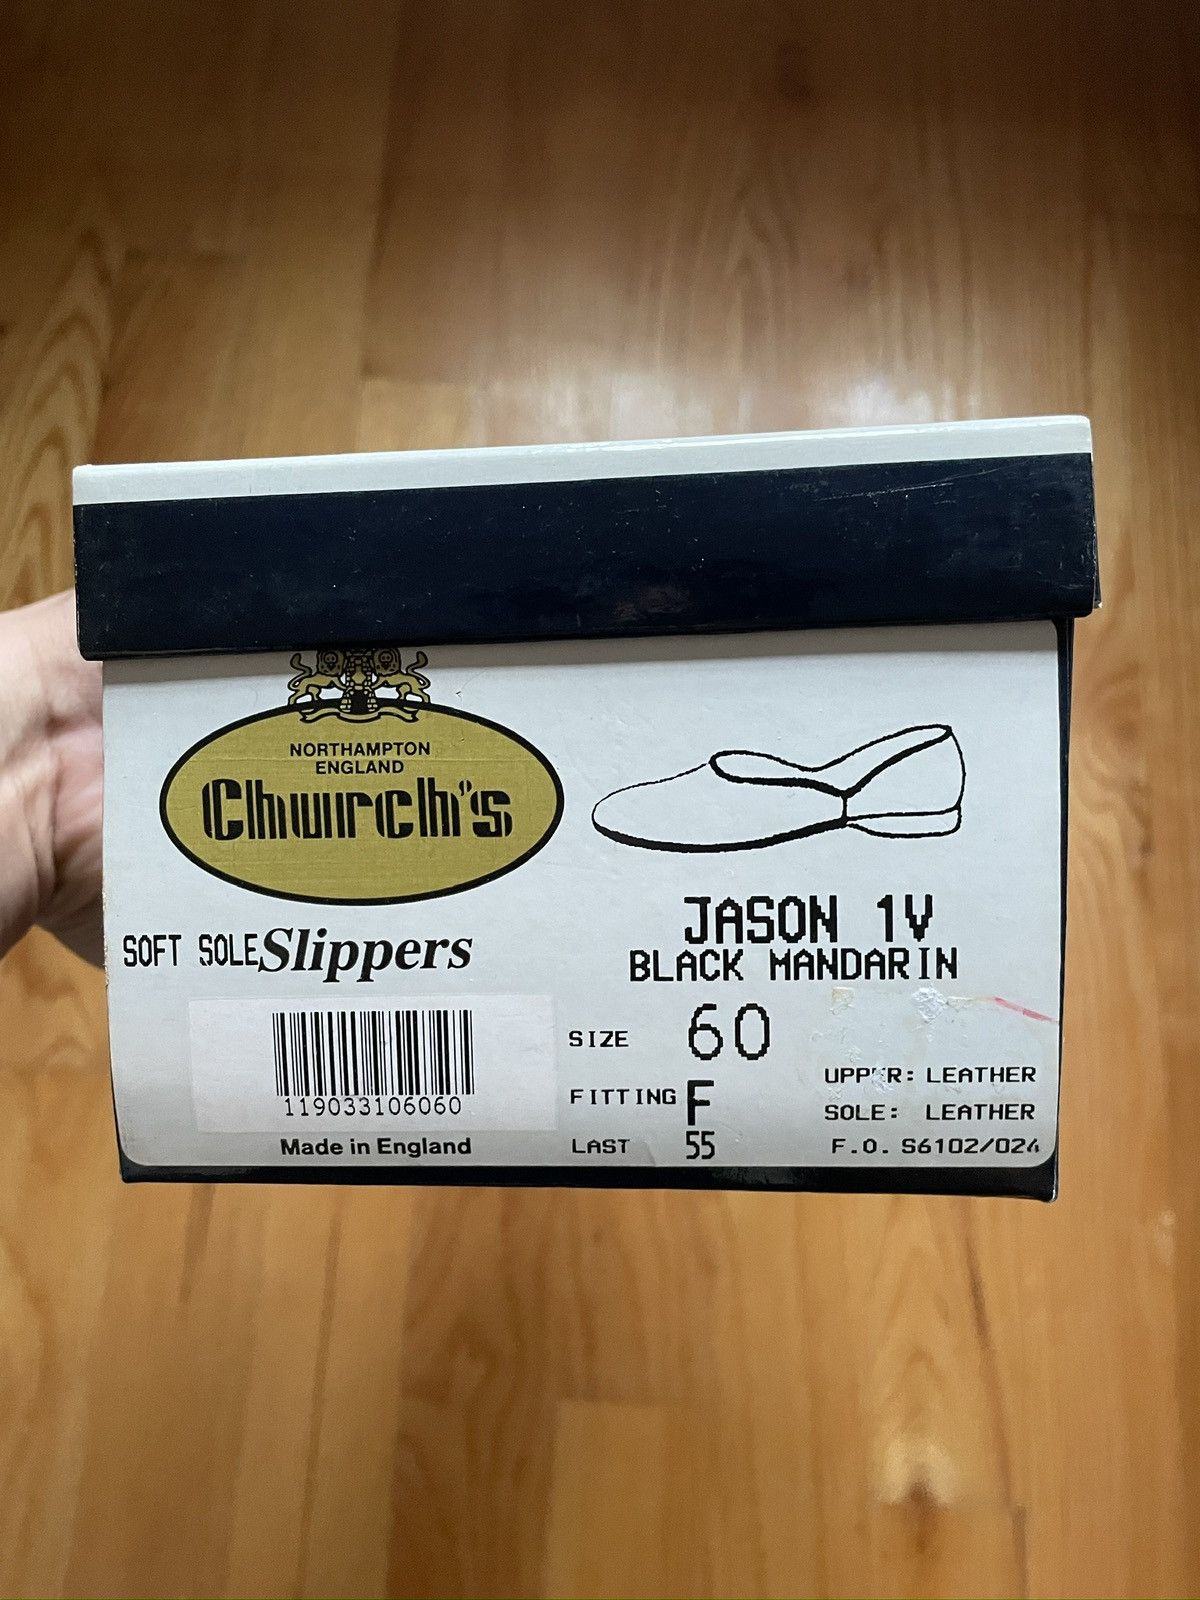 NORTHAMPTON
ENGLAND
Church's
SOFT SOLE Slippers
119033106060
Made in England
JASON 1V
BLACK MANDARIN
SIZE 60
FITTING F
LAST 55
UPPER: LEATHER
SOLE: LEATHER
F.O. S6102/024